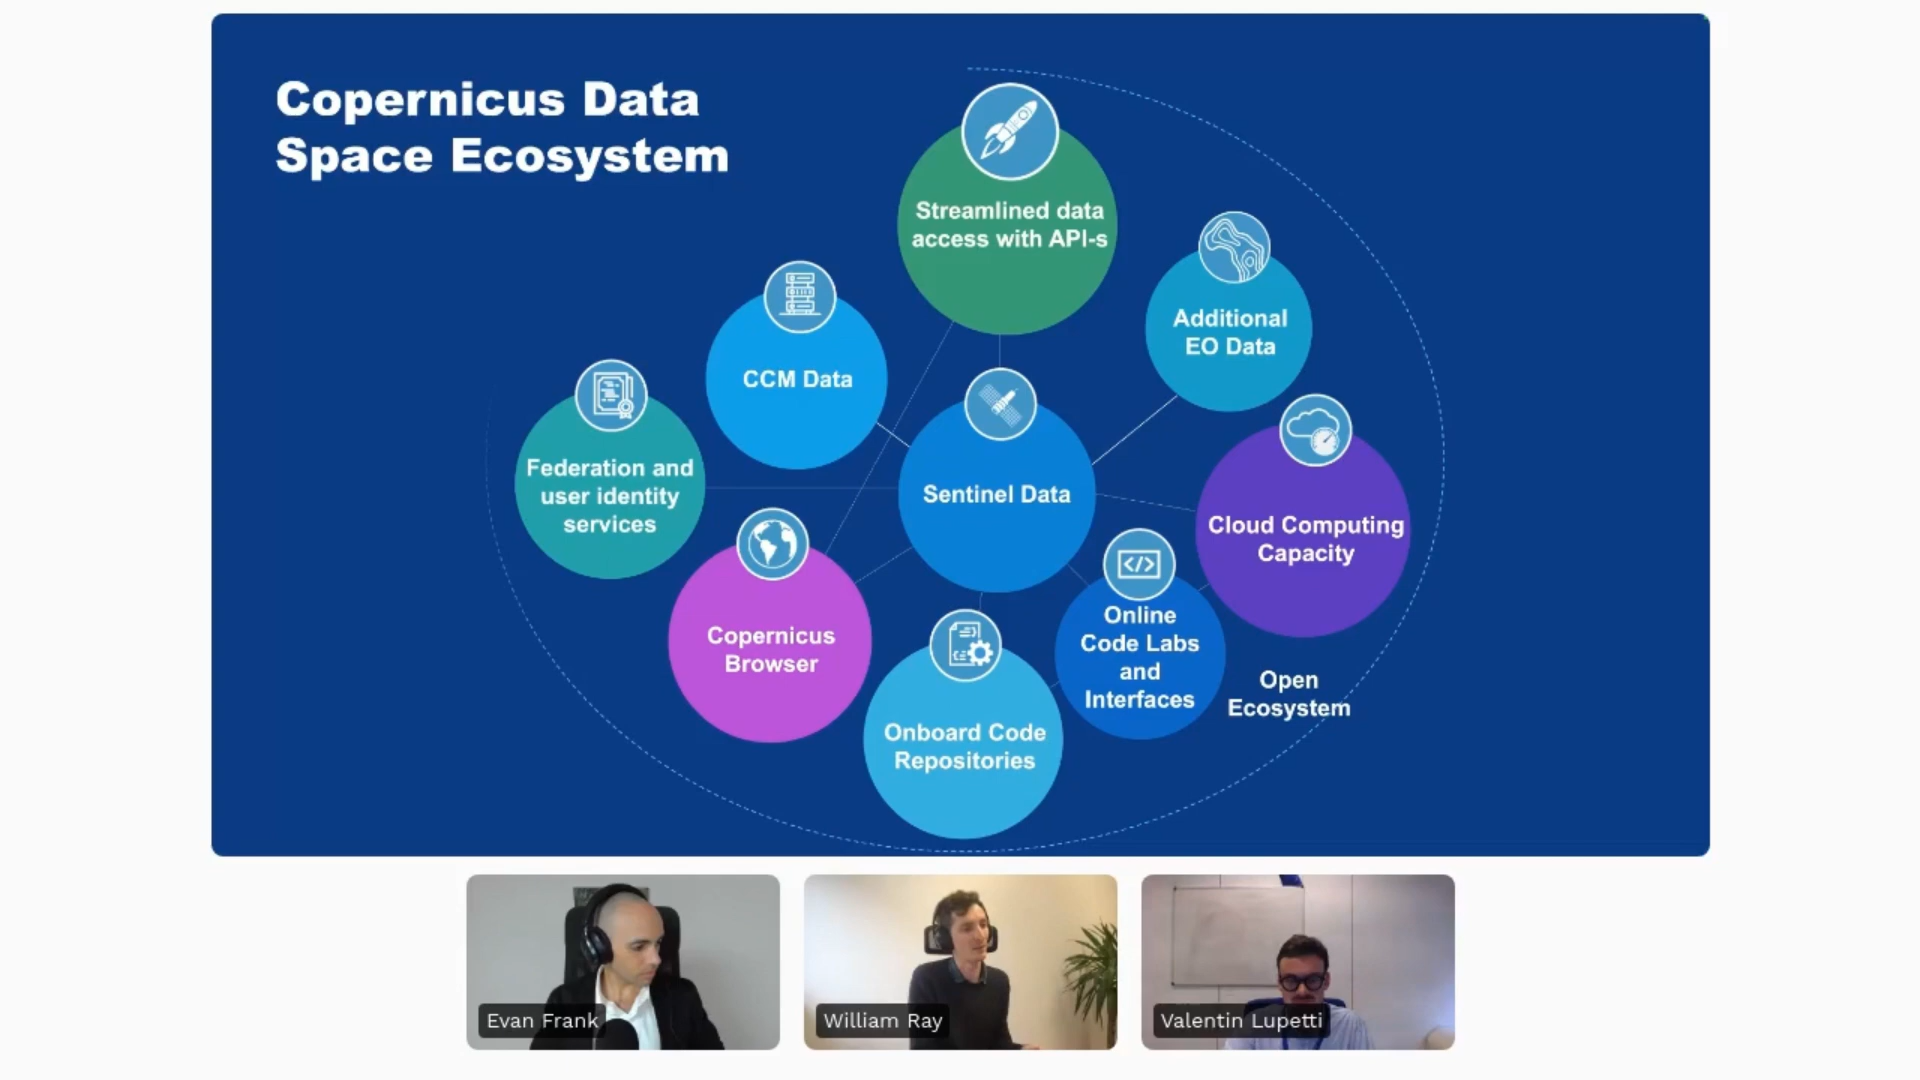 Copernicus Data
Space Ecosystem
Streamlined data
access with API-s
Additional
EO Data
CCM Data
Federation and
user identity
services
Sentinel Data
Cloud Computing
Capacity
Copernicus
Browser
Online
Code Labs
and
Interfaces
Onboard Code
Repositories
Open
Ecosystem
Evan Frank
William Ray
Valentin Lupetti